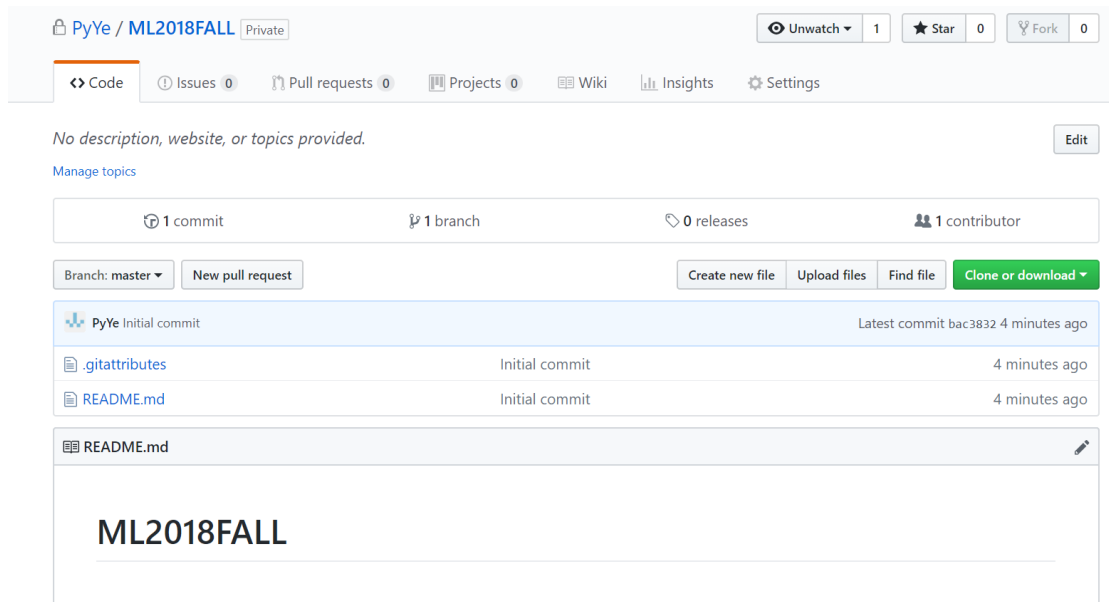 PyYe / ML2018FALL Private Unwatch 1 Star 0 Fork 0
Code Issues 0 Pull requests 0 Projects 0 Wiki Insights Settings
No description, website, or topics provided. Edit
Manage topics
1 commit 1 branch 0 releases 1 contributor
Branch: master New pull request Create new file Upload files Find file Clone or download
PyYe Initial commit Latest commit bac3832 4 minutes ago
.gitattributes Initial commit 4 minutes ago
README.md Initial commit 4 minutes ago
README.md
ML2018FALL